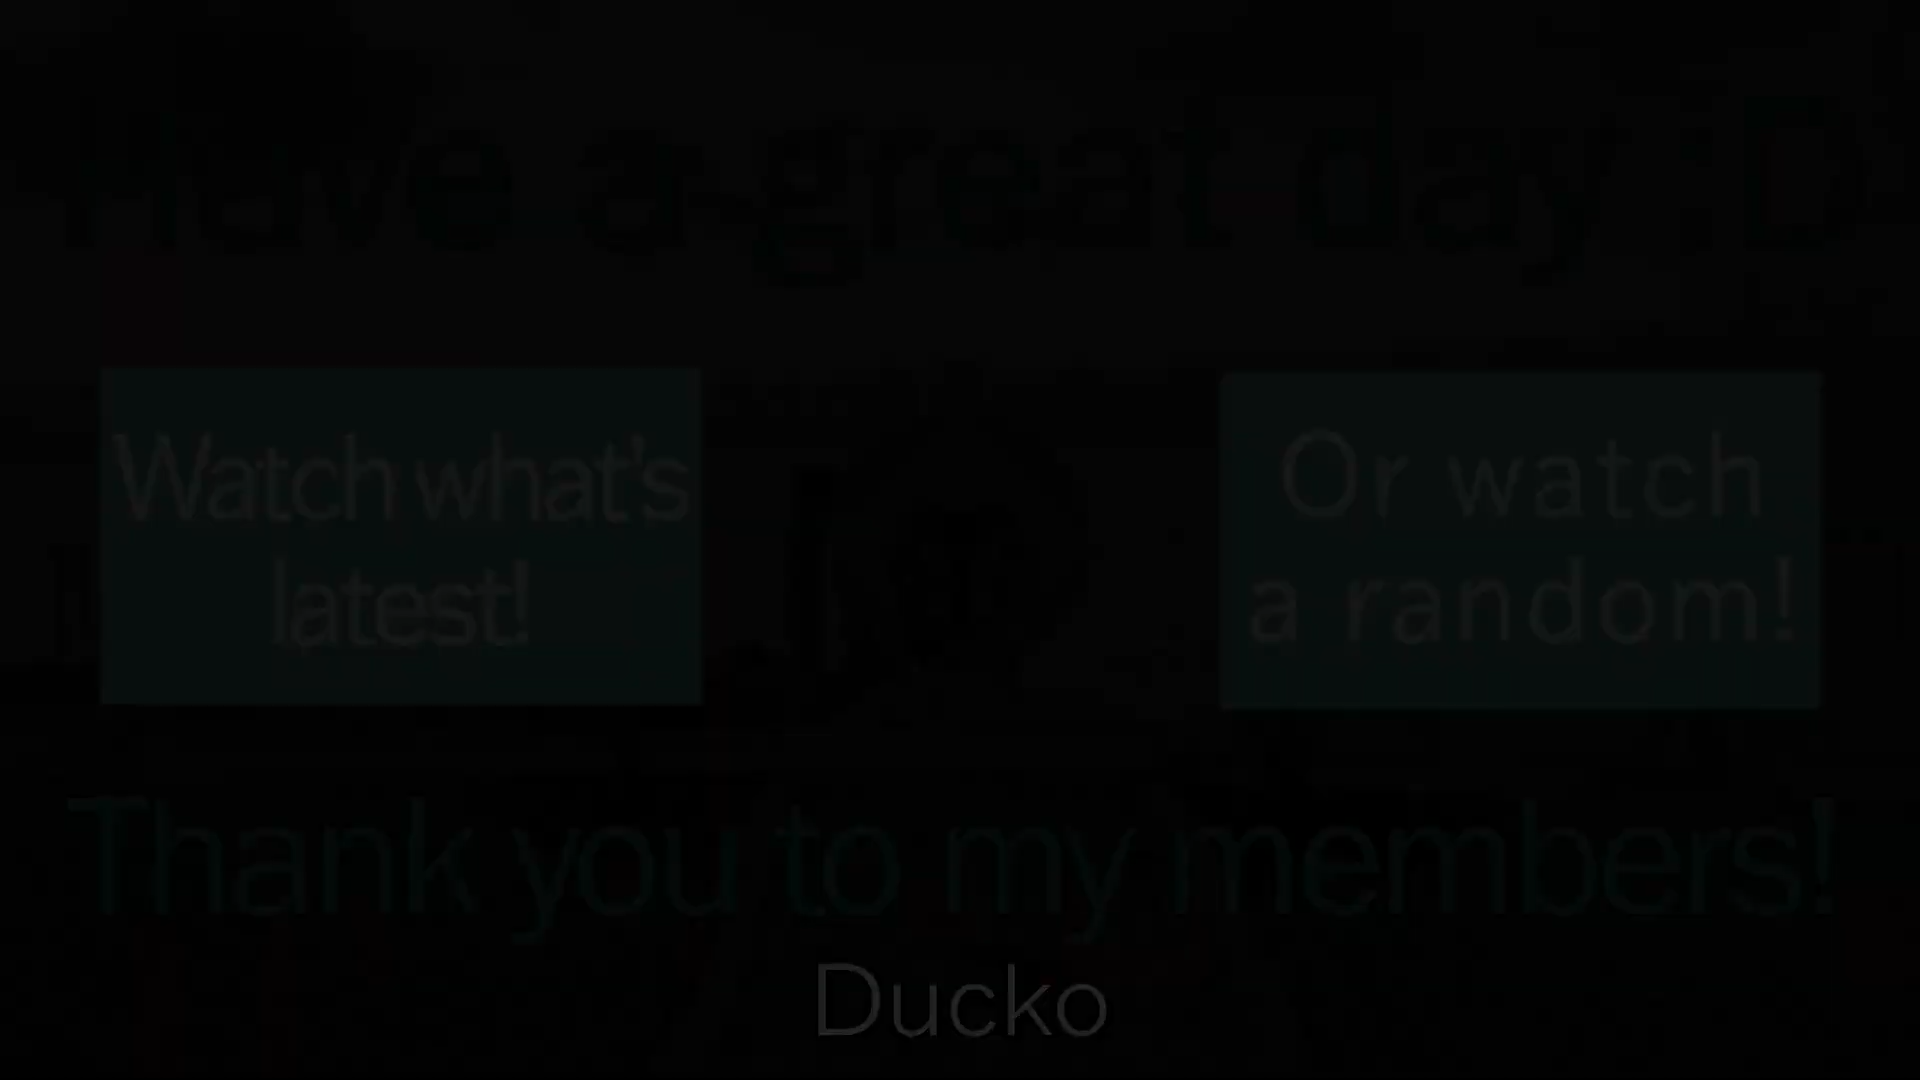 Have a great day :D
Watch what's
latest!
Or watch
a random!
Thank you to my members!
Ducko